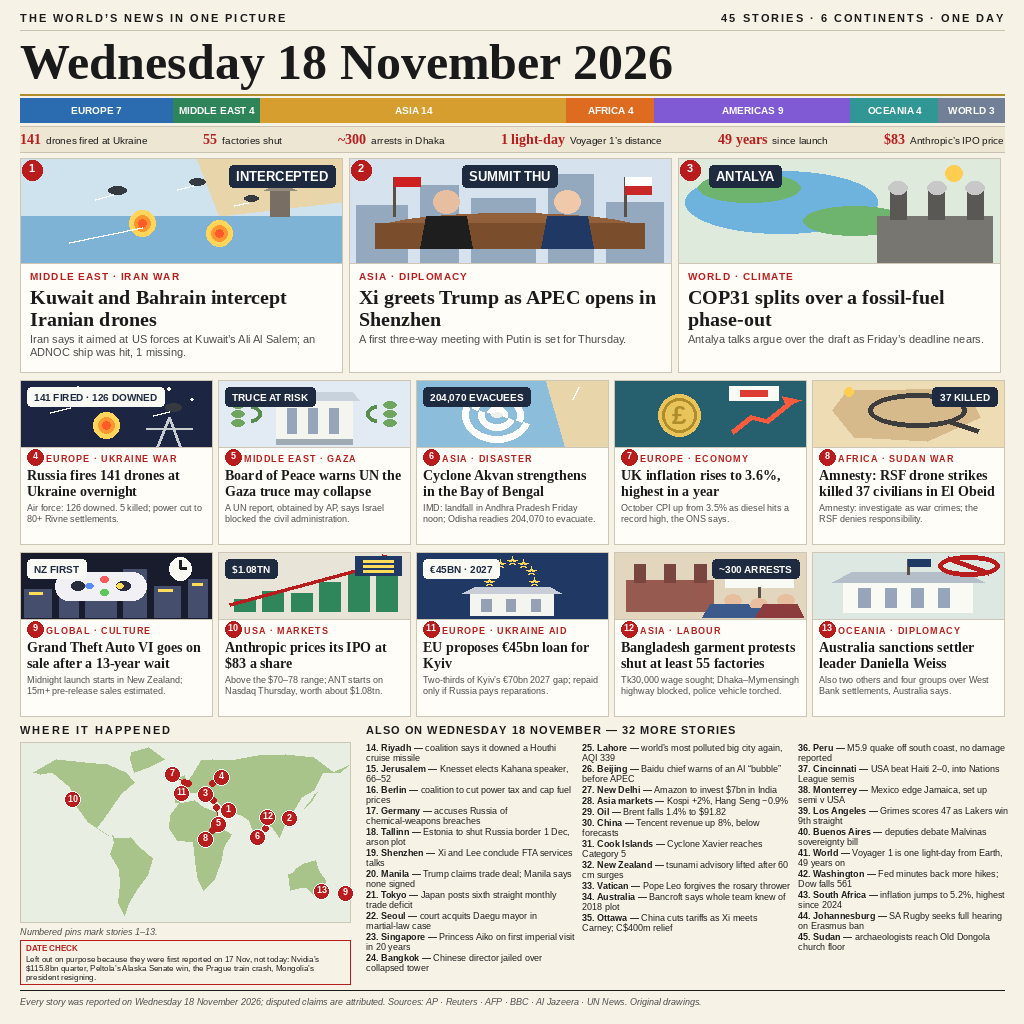 THE WORLD'S NEWS IN ONE PICTURE
45 STORIES · 6 CONTINENTS · ONE DAY
Wednesday 18 November 2026
EUROPE 7
MIDDLE EAST 4
ASIA 14
AFRICA 4
AMERICAS 9
OCEANIA 4
WORLD 3
141 drones fired at Ukraine
55 factories shut
~300 arrests in Dhaka
1 light-day Voyager 1's distance
49 years since launch
$83 Anthropic's IPO price
1
INTERCEPTED
MIDDLE EAST · IRAN WAR
Kuwait and Bahrain intercept
Iranian drones
Iran says it aimed at US forces at Kuwait's Ali Al Salem; an
ADNOC ship was hit, 1 missing.
2
SUMMIT THU
ASIA · DIPLOMACY
Xi greets Trump as APEC opens in
Shenzhen
A first three-way meeting with Putin is set for Thursday.
3
ANTALYA
WORLD · CLIMATE
COP31 splits over a fossil-fuel
phase-out
Antalya talks argue over the draft as Friday's deadline nears.
141 FIRED · 126 DOWNED
4 EUROPE · UKRAINE WAR
Russia fires 141 drones at
Ukraine overnight
Air force: 126 downed. 5 killed; power cut to
80+ Rivne settlements.
TRUCE AT RISK
5 MIDDLE EAST · GAZA
Board of Peace warns UN the
Gaza truce may collapse
A UN report, obtained by AP, says Israel
blocked the civil administration.
204,070 EVACUEES
6 ASIA · DISASTER
Cyclone Akvan strengthens
in the Bay of Bengal
IMD: landfall in Andhra Pradesh Friday
noon; Odisha readies 204,070 to evacuate.
£
7 EUROPE · ECONOMY
UK inflation rises to 3.6%,
highest in a year
October CPI up from 3.5% as diesel hits a
record high, the ONS says.
37 KILLED
8 AFRICA · SUDAN WAR
Amnesty: RSF drone strikes
killed 37 civilians in El Obeid
Amnesty: investigate as war crimes; the
RSF denies responsibility.
NZ FIRST
9 GLOBAL · CULTURE
Grand Theft Auto VI goes on
sale after a 13-year wait
Midnight launch starts in New Zealand;
15m+ pre-release sales estimated.
$1.08TN
10 USA · MARKETS
Anthropic prices its IPO at
$83 a share
Above the $70–78 range; ANT starts on
Nasdaq Thursday, worth about $1.08tn.
€45BN · 2027
11 EUROPE · UKRAINE AID
EU proposes €45bn loan for
Kyiv
Two-thirds of Kyiv's €70bn 2027 gap; repaid
only if Russia pays reparations.
~300 ARRESTS
12 ASIA · LABOUR
Bangladesh garment protests
shut at least 55 factories
Tk30,000 wage sought; Dhaka–Mymensingh
highway blocked, police vehicle torched.
13 OCEANIA · DIPLOMACY
Australia sanctions settler
leader Daniella Weiss
Also two others and four groups over West
Bank settlements, Australia says.
WHERE IT HAPPENED
7
4
11
3
10
1
12
2
5
8
6
13
9
Numbered pins mark stories 1–13.
DATE CHECK
Left out on purpose because they were first reported on 17 Nov, not today: Nvidia's
$115.8bn quarter, Peltola's Alaska Senate win, the Prague train crash, Mongolia's
president resigning.
ALSO ON WEDNESDAY 18 NOVEMBER — 32 MORE STORIES
14. Riyadh — coalition says it downed a Houthi
cruise missile
15. Jerusalem — Knesset elects Kahana speaker,
66–52
16. Berlin — coalition to cut power tax and cap fuel
prices
17. Germany — accuses Russia of
chemical-weapons breaches
18. Tallinn — Estonia to shut Russia border 1 Dec,
arson plot
19. Shenzhen — Xi and Lee conclude FTA services
talks
20. Manila — Trump claims trade deal; Manila says
none signed
21. Tokyo — Japan posts sixth straight monthly
trade deficit
22. Seoul — court acquits Daegu mayor in
martial-law case
23. Singapore — Princess Aiko on first imperial visit
in 20 years
24. Bangkok — Chinese director jailed over
collapsed tower
25. Lahore — world's most polluted big city again,
AQI 339
26. Beijing — Baidu chief warns of an AI “bubble”
before APEC
27. New Delhi — Amazon to invest $7bn in India
28. Asia markets — Kospi +2%, Hang Seng −0.9%
29. Oil — Brent falls 1.4% to $91.82
30. China — Tencent revenue up 8%, below
forecasts
31. Cook Islands — Cyclone Xavier reaches
Category 5
32. New Zealand — tsunami advisory lifted after 60
cm surges
33. Vatican — Pope Leo forgives the rosary thrower
34. Australia — Bancroft says whole team knew of
2018 plot
35. Ottawa — China cuts tariffs as Xi meets
Carney; C$400m relief
36. Peru — M5.9 quake off south coast, no damage
reported
37. Cincinnati — USA beat Haiti 2–0, into Nations
League semis
38. Monterrey — Mexico edge Jamaica, set up
semi v USA
39. Los Angeles — Grimes scores 47 as Lakers win
9th straight
40. Buenos Aires — deputies debate Malvinas
sovereignty bill
41. World — Voyager 1 is one light-day from Earth,
49 years on
42. Washington — Fed minutes back more hikes;
Dow falls 561
43. South Africa — inflation jumps to 5.2%, highest
since 2024
44. Johannesburg — SA Rugby seeks full hearing
on Erasmus ban
45. Sudan — archaeologists reach Old Dongola
church floor
Every story was reported on Wednesday 18 November 2026; disputed claims are attributed. Sources: AP · Reuters · AFP · BBC · Al Jazeera · UN News. Original drawings.